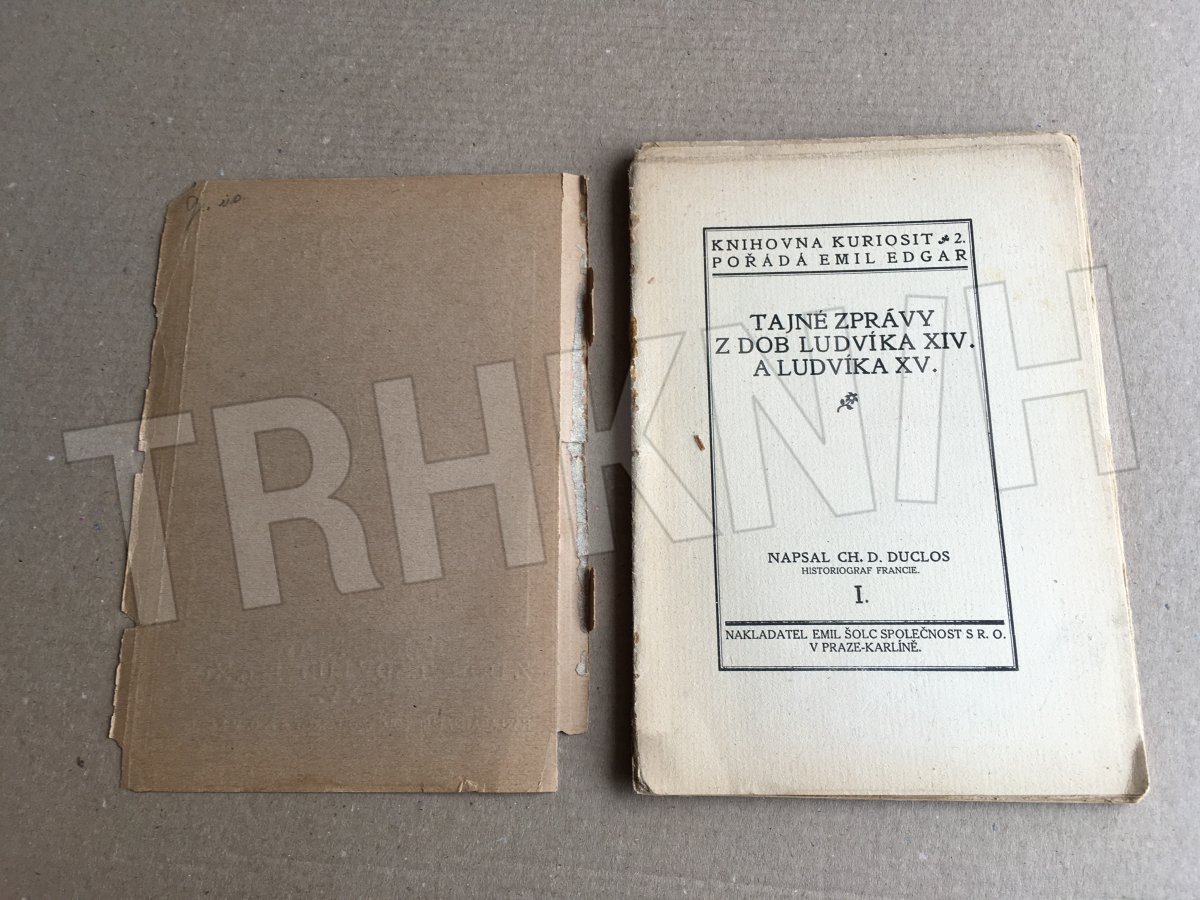 KNIHOVNA KURIOSIT 2.
POŘÁDÁ EMIL EDGAR
TAJNÉ ZPRÁVY
Z DOB LUDVÍKA XIV.
A LUDVÍKA XV.
NAPSAL CH. D. DUCLOS
HISTORIOGRAF FRANCIE.
I.
NAKLADATEL EMIL ŠOLC SPOLEČNOST S R. O.
V PRAZE-KARLÍNĚ.
TRHKNIH